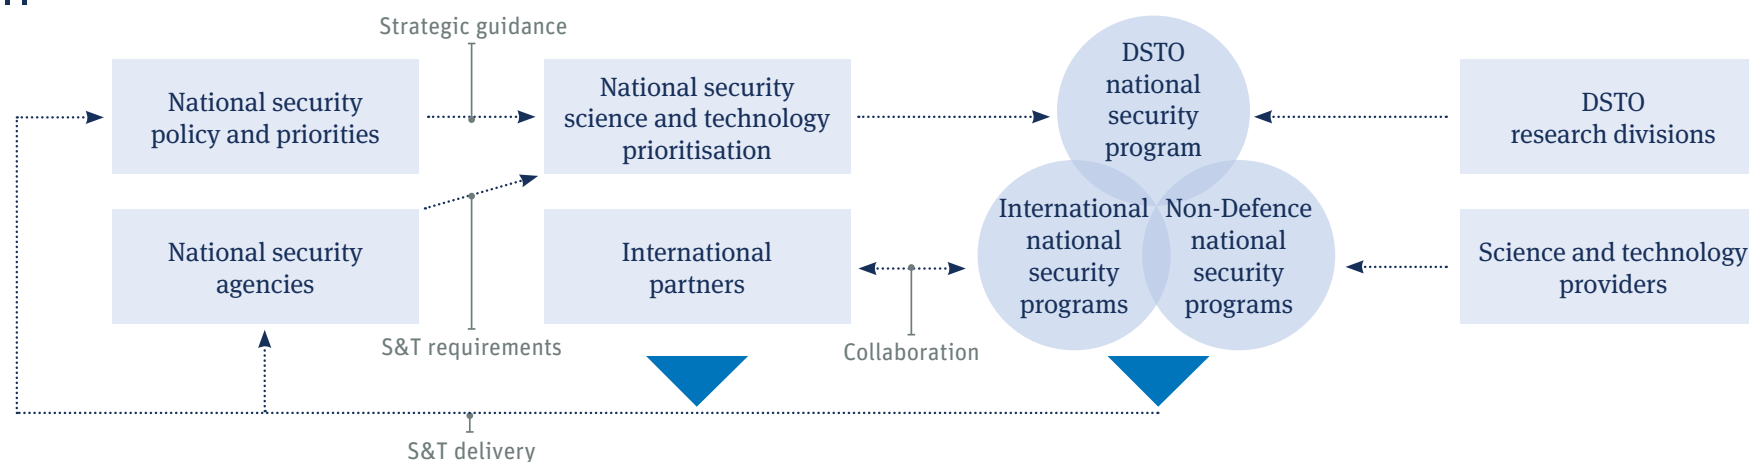 Strategic guidance
National security
policy and priorities
National security
science and technology
prioritisation
DSTO
national
security
program
DSTO
research divisions
National security
agencies
International
partners
International
national
security
programs
Non-Defence
national
security
programs
Science and technology
providers
S&T requirements
Collaboration
S&T delivery